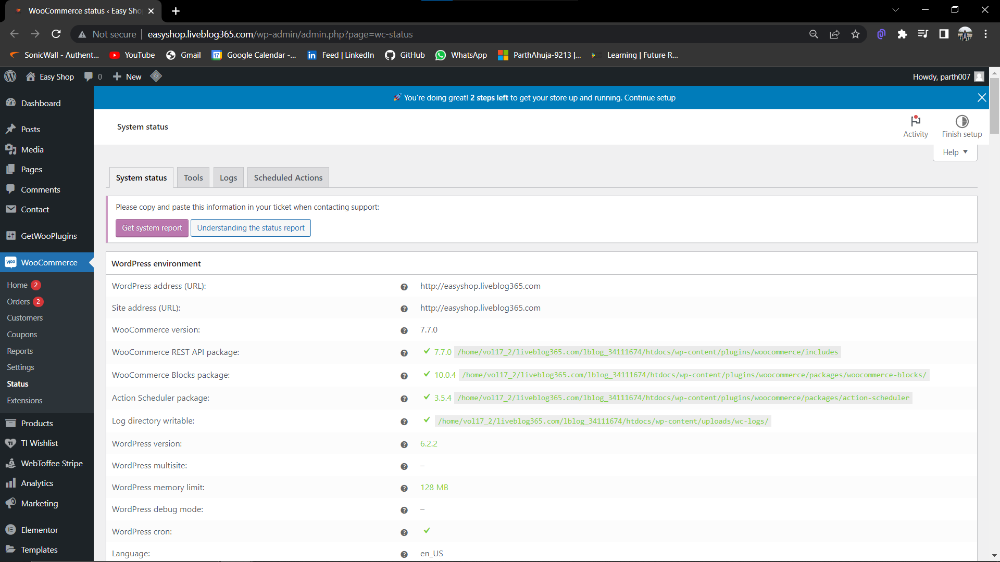 WooCommerce status ‹ Easy Sho
Not secure easyshop.liveblog365.com/wp-admin/admin.php?page=wc-status
SonicWall - Authent... YouTube Gmail 17 Google Calendar -... Feed | LinkedIn GitHub WhatsApp ParthAhuja-9213 |... Learning | Future R...
Easy Shop 0 New Howdy, parth007
🚀 You're doing great! 2 steps left to get your store up and running. Continue setup
Dashboard
Posts
Media
Pages
Comments
Contact
GetWooPlugins
Woo WooCommerce
Home 2
Orders 2
Customers
Coupons
Reports
Settings
Status
Extensions
Products
TI TI Wishlist
WebToffee Stripe
Analytics
Marketing
Elementor
Templates
System status
Activity
Finish setup
Help
System status Tools Logs Scheduled Actions
Please copy and paste this information in your ticket when contacting support:
Get system report Understanding the status report
WordPress environment
WordPress address (URL): ? http://easyshop.liveblog365.com
Site address (URL): ? http://easyshop.liveblog365.com
WooCommerce version: ? 7.7.0
WooCommerce REST API package: ? ✔ 7.7.0 /home/vol17_2/liveblog365.com/lblog_34111674/htdocs/wp-content/plugins/woocommerce/includes
WooCommerce Blocks package: ? ✔ 10.0.4 /home/vol17_2/liveblog365.com/lblog_34111674/htdocs/wp-content/plugins/woocommerce/packages/woocommerce-blocks/
Action Scheduler package: ? ✔ 3.5.4 /home/vol17_2/liveblog365.com/lblog_34111674/htdocs/wp-content/plugins/woocommerce/packages/action-scheduler
Log directory writable: ? ✔ /home/vol17_2/liveblog365.com/lblog_34111674/htdocs/wp-content/uploads/wc-logs/
WordPress version: ? 6.2.2
WordPress multisite: ? –
WordPress memory limit: ? 128 MB
WordPress debug mode: ? –
WordPress cron: ? ✔
Language: ? en_US